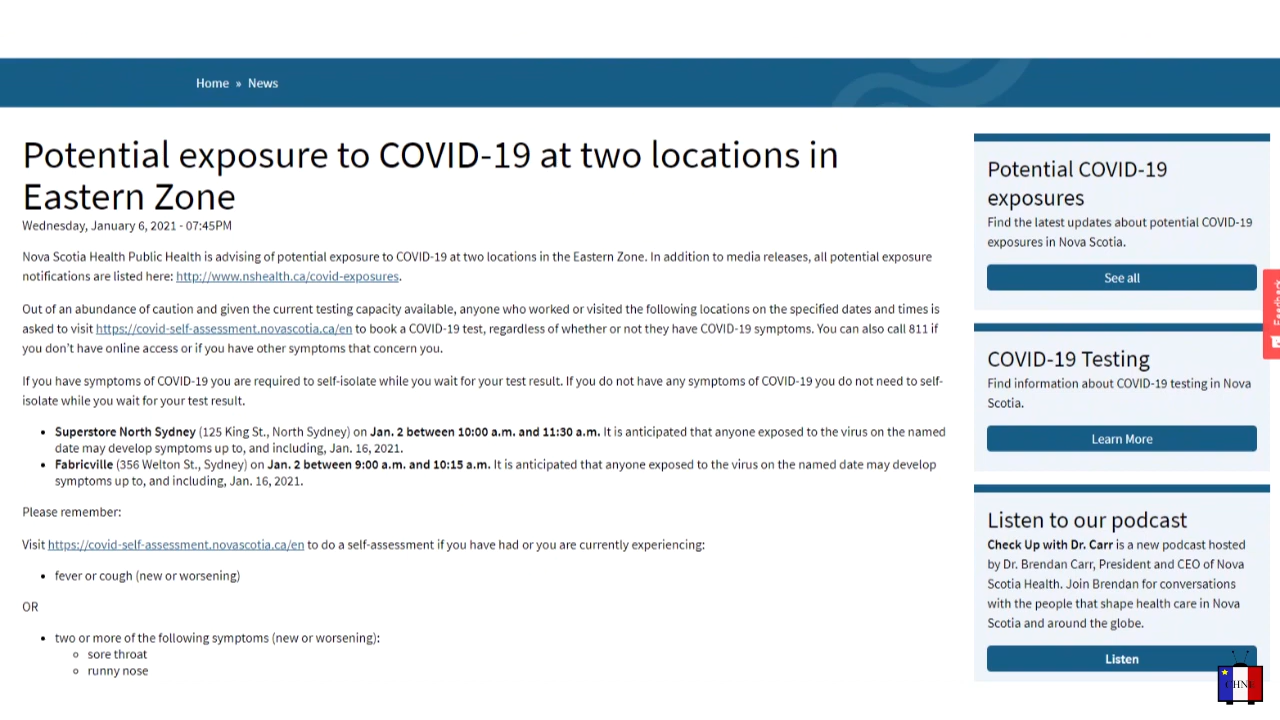 Home » News
Potential exposure to COVID-19 at two locations in
Eastern Zone
Wednesday, January 6, 2021 - 07:45PM
Nova Scotia Health Public Health is advising of potential exposure to COVID-19 at two locations in the Eastern Zone. In addition to media releases, all potential exposure
notifications are listed here: http://www.nshealth.ca/covid-exposures.
Out of an abundance of caution and given the current testing capacity available, anyone who worked or visited the following locations on the specified dates and times is
asked to visit https://covid-self-assessment.novascotia.ca/en to book a COVID-19 test, regardless of whether or not they have COVID-19 symptoms. You can also call 811 if
you don't have online access or if you have other symptoms that concern you.
If you have symptoms of COVID-19 you are required to self-isolate while you wait for your test result. If you do not have any symptoms of COVID-19 you do not need to self-
isolate while you wait for your test result.
• Superstore North Sydney (125 King St., North Sydney) on Jan. 2 between 10:00 a.m. and 11:30 a.m. It is anticipated that anyone exposed to the virus on the named
date may develop symptoms up to, and including, Jan. 16, 2021.
• Fabricville (356 Welton St., Sydney) on Jan. 2 between 9:00 a.m. and 10:15 a.m. It is anticipated that anyone exposed to the virus on the named date may develop
symptoms up to, and including, Jan. 16, 2021.
Please remember:
Visit https://covid-self-assessment.novascotia.ca/en to do a self-assessment if you have had or you are currently experiencing:
• fever or cough (new or worsening)
OR
• two or more of the following symptoms (new or worsening):
○ sore throat
○ runny nose
Potential COVID-19
exposures
Find the latest updates about potential COVID-19
exposures in Nova Scotia.
See all
COVID-19 Testing
Find information about COVID-19 testing in Nova
Scotia.
Learn More
Listen to our podcast
Check Up with Dr. Carr is a new podcast hosted
by Dr. Brendan Carr, President and CEO of Nova
Scotia Health. Join Brendan for conversations
with the people that shape health care in Nova
Scotia and around the globe.
Listen
Feedback